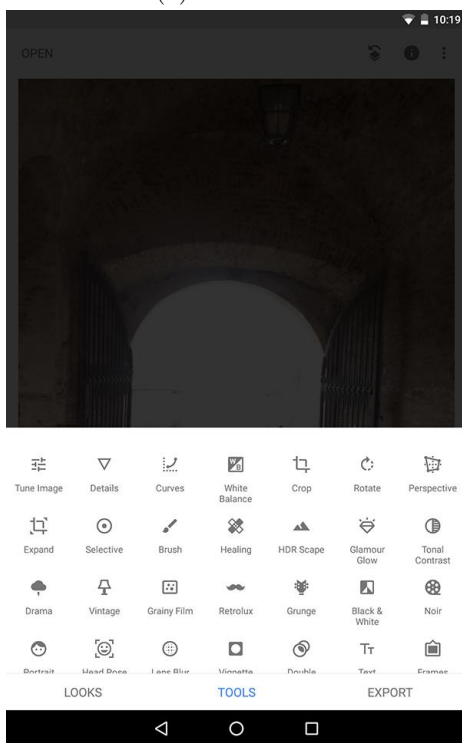 10:19
OPEN
Tune Image Details Curves White Balance Crop Rotate Perspective
Expand Selective Brush Healing HDR Scape Glamour Glow Tonal Contrast
Drama Vintage Grainy Film Retrolux Grunge Black & White Noir
Portrait Head Pose Lens Blur Vignette Double Text Frames
LOOKS TOOLS EXPORT